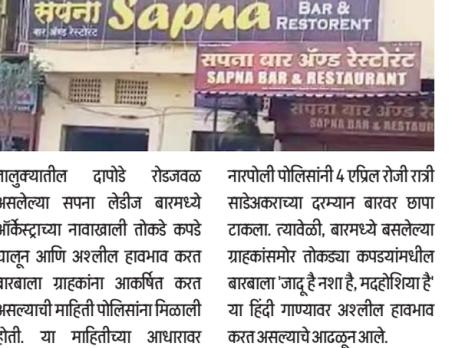 सपना Sapna BAR &
बार अॅण्ड रेस्टोरंट RESTORENT
सपना बार अॅण्ड रेस्टोरंट
SAPNA BAR & RESTAURANT
सपना बार अॅण्ड
SAPNA BAR & RESTAUR
तालुक्यातील दापोडे रोडजवळ
असलेल्या सपना लेडीज बारमध्ये
ऑर्केस्ट्राच्या नावाखाली तोकडे कपडे
घालून आणि अश्लील हावभाव करत
बारबाला ग्राहकांना आकर्षित करत
असल्याची माहिती पोलिसांना मिळाली
होती. या माहितीच्या आधारावर
नारपोली पोलिसांनी 4 एप्रिल रोजी रात्री
साडेअकराच्या दरम्यान बारवर छापा
टाकला. त्यावेळी, बारमध्ये बसलेल्या
ग्राहकांसमोर तोकड्या कपडयांमधील
बारबाला 'जादू है नशा है, मदहोशिया है'
या हिंदी गाण्यावर अश्लील हावभाव
करत असल्याचे आढळून आले.